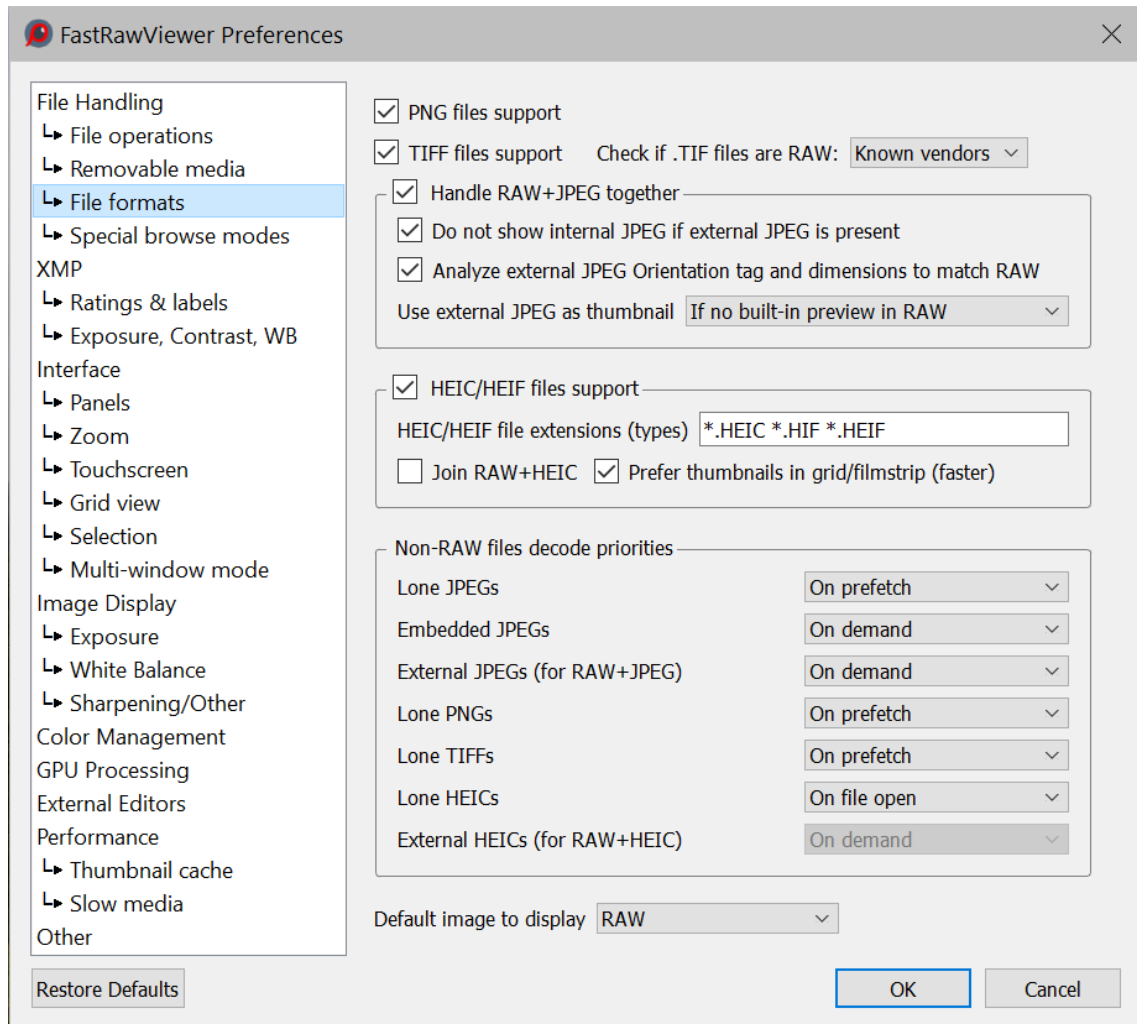 FastRawViewer Preferences
File Handling
File operations
Removable media
File formats
Special browse modes
XMP
Ratings & labels
Exposure, Contrast, WB
Interface
Panels
Zoom
Touchscreen
Grid view
Selection
Multi-window mode
Image Display
Exposure
White Balance
Sharpening/Other
Color Management
GPU Processing
External Editors
Performance
Thumbnail cache
Slow media
Other
PNG files support
TIFF files support Check if .TIF files are RAW: Known vendors
Handle RAW+JPEG together
Do not show internal JPEG if external JPEG is present
Analyze external JPEG Orientation tag and dimensions to match RAW
Use external JPEG as thumbnail If no built-in preview in RAW
HEIC/HEIF files support
HEIC/HEIF file extensions (types) *.HEIC *.HIF *.HEIF
Join RAW+HEIC Prefer thumbnails in grid/filmstrip (faster)
Non-RAW files decode priorities
Lone JPEGs On prefetch
Embedded JPEGs On demand
External JPEGs (for RAW+JPEG) On demand
Lone PNGs On prefetch
Lone TIFFs On prefetch
Lone HEICs On file open
External HEICs (for RAW+HEIC) On demand
Default image to display RAW
Restore Defaults OK Cancel